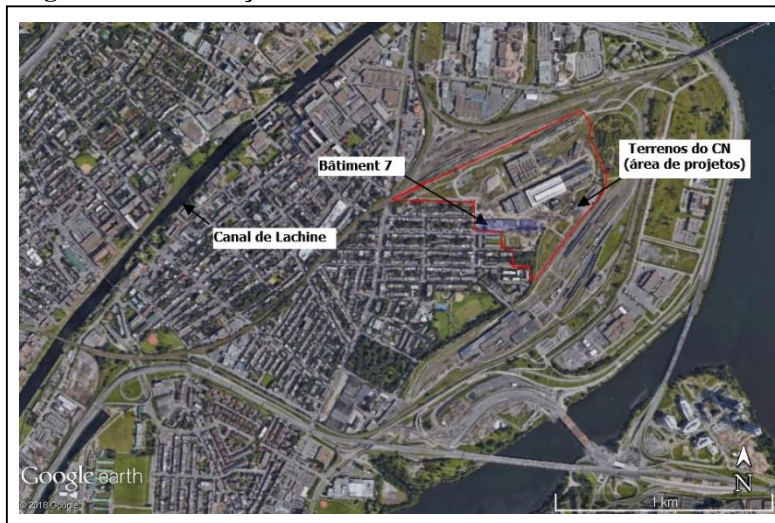 Bâtiment 7
Terrenos do CN
(área de projetos)
Canal de Lachine
Google earth
© 2018 Google
N
1 km